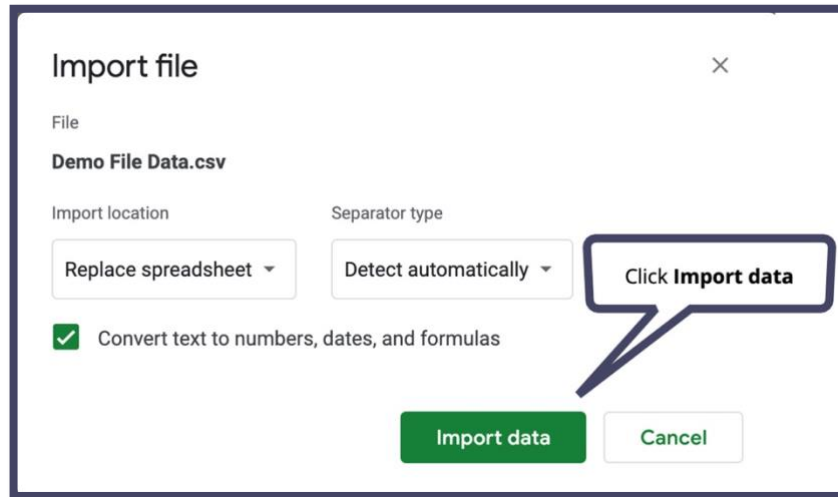 Import file
File
Demo File Data.csv
Import location
Separator type
Replace spreadsheet
Detect automatically
Click Import data
Convert text to numbers, dates, and formulas
Import data
Cancel